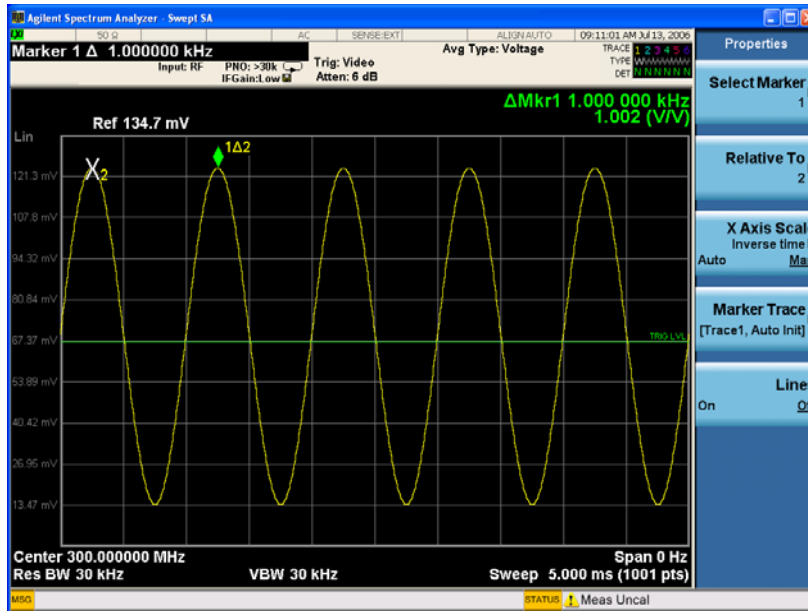 Agilent Spectrum Analyzer - Swept SA
LXI 50 Ω AC SENSE:EXT ALIGNAUTO 09:11:01 AM Jul 13, 2006
Marker 1 Δ 1.000000 kHz
Input: RF
PNO: >30k
IFGain:Low
Trig: Video
Atten: 6 dB
Avg Type: Voltage
TRACE 1 2 3 4 5 6
TYPE W
DET N N N N N N
ΔMkr1 1.000 000 kHz
1.002 (V/V)
Ref 134.7 mV
Lin
X2
1Δ2
121.3 mV
107.8 mV
94.32 mV
80.84 mV
67.37 mV
TRIG LVL
53.89 mV
40.42 mV
26.95 mV
13.47 mV
Center 300.000000 MHz
Span 0 Hz
Res BW 30 kHz
VBW 30 kHz
Sweep 5.000 ms (1001 pts)
MSG
STATUS
Meas Uncal
Properties
Select Marker
1
Relative To
2
X Axis Scal
Inverse time
Auto Ma
Marker Trace
[Trace1, Auto Init]
Line
On O